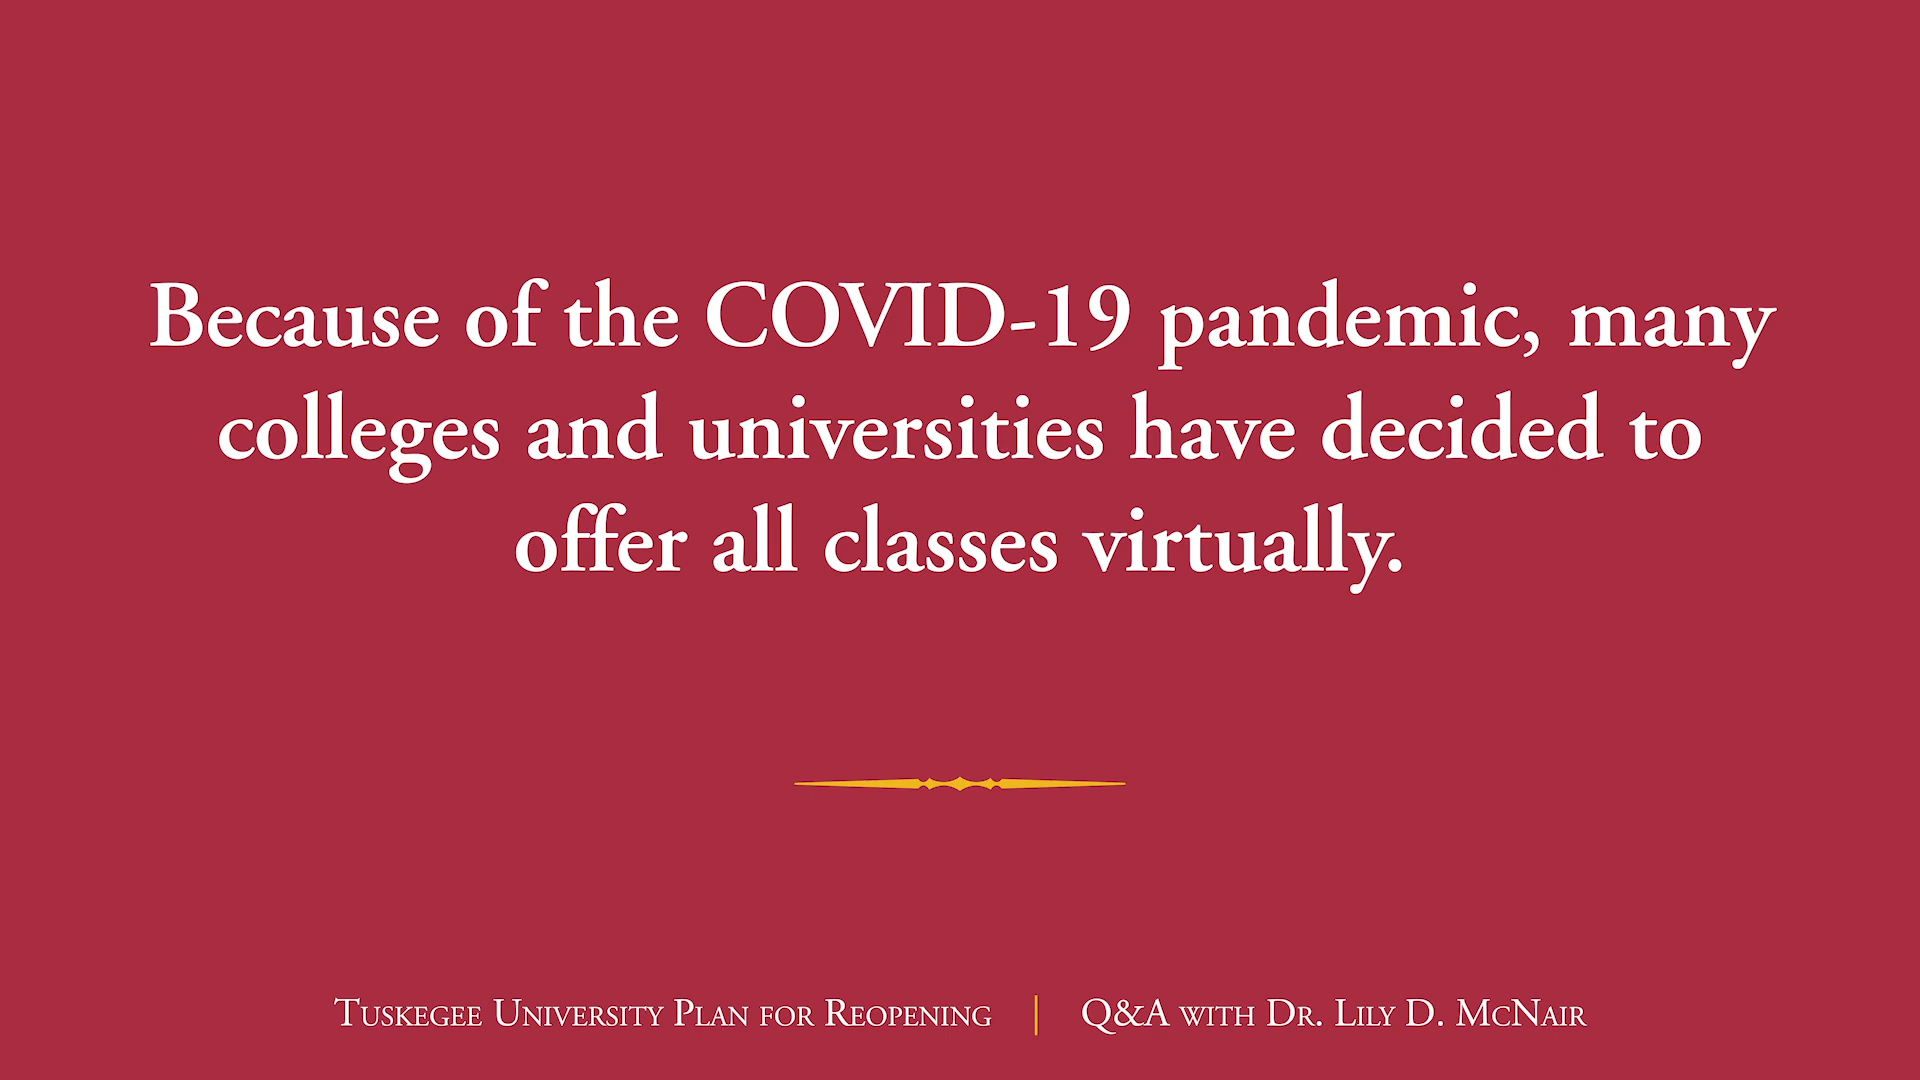 Because of the COVID-19 pandemic, many
colleges and universities have decided to
offer all classes virtually.
Tuskegee University Plan for Reopening | Q&A with Dr. Lily D. McNair